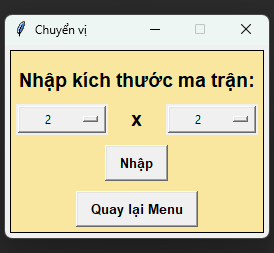 Chuyển vị
Nhập kích thước ma trận:
2 x 2
Nhập
Quay lại Menu